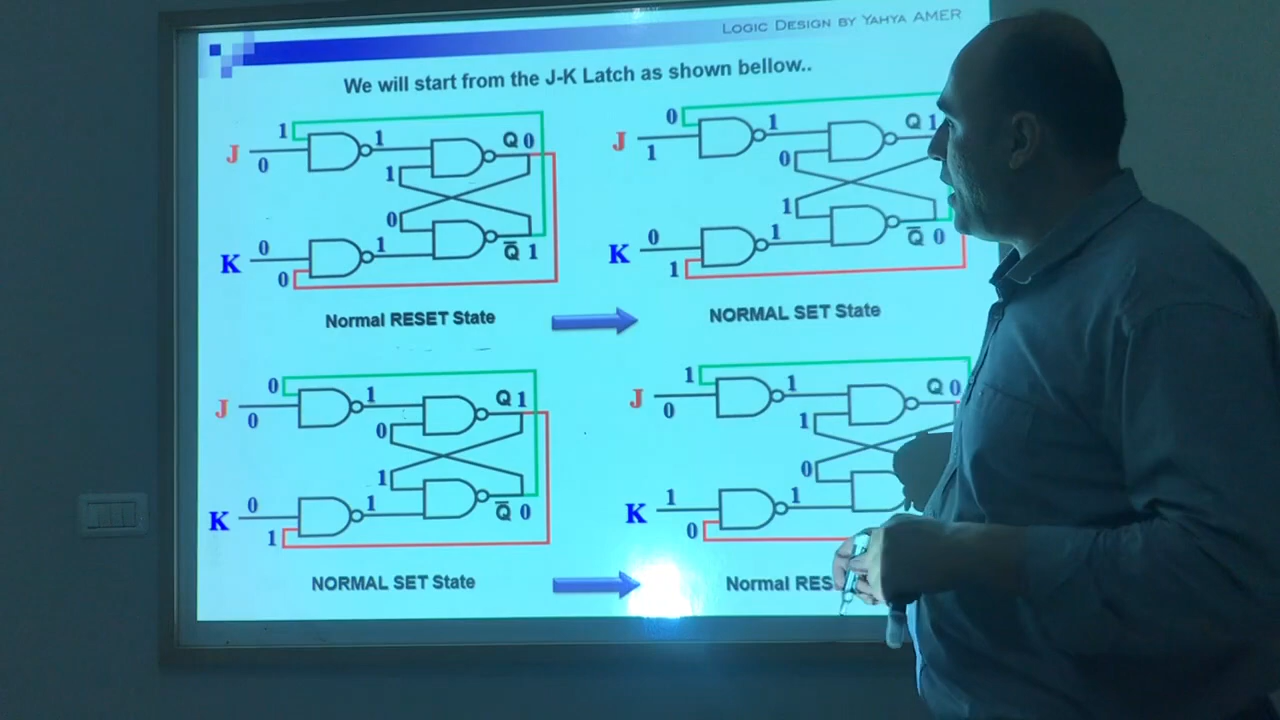 LOGIC DESIGN BY YAHYA AMER
We will start from the J-K Latch as shown bellow..
1
J
0
1
1
Q 0
0
K
0
0
1
Q̅ 1
Normal RESET State
0
J
1
1
0
Q 1
1
K
0
1
1
Q̅ 0
NORMAL SET State
0
J
0
1
0
Q 1
1
K
0
1
1
Q̅ 0
NORMAL SET State
1
J
0
1
1
Q 0
0
K
1
0
1
Normal